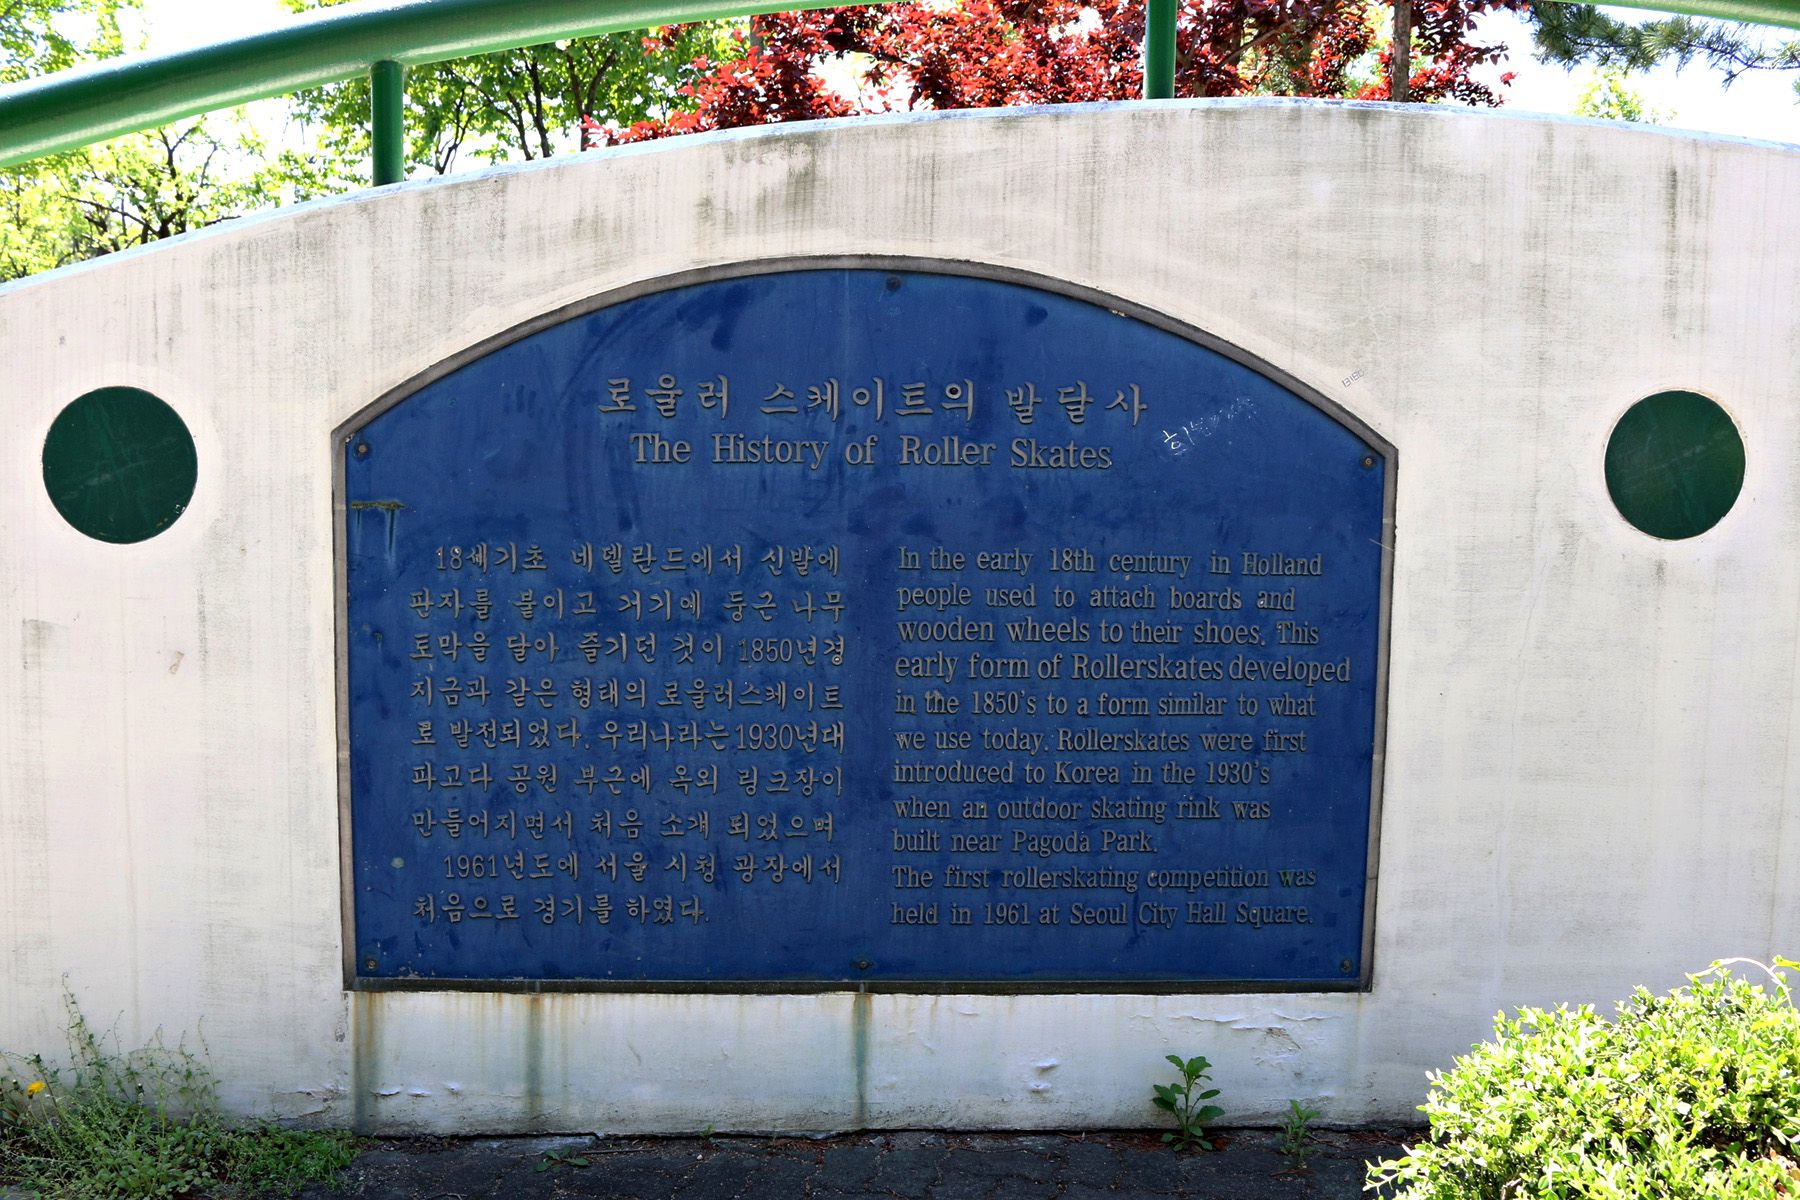 로울러 스케이트의 발달사
The History of Roller Skates
18세기초 네델란드에서 신발에
판자를 붙이고 거기에 둥근 나무
토막을 달아 즐기던 것이 1850년경
지금과 같은 형태의 로울러스케이트
로 발전되었다. 우리나라는 1930년대
파고다 공원 부근에 옥외 링크장이
만들어지면서 처음 소개 되었으며
1961년도에 서울 시청 광장에서
처음으로 경기를 하였다.
In the early 18th century in Holland
people used to attach boards and
wooden wheels to their shoes. This
early form of Rollerskates developed
in the 1850's to a form similar to what
we use today. Rollerskates were first
introduced to Korea in the 1930's
when an outdoor skating rink was
built near Pagoda Park.
The first rollerskating competition was
held in 1961 at Seoul City Hall Square.